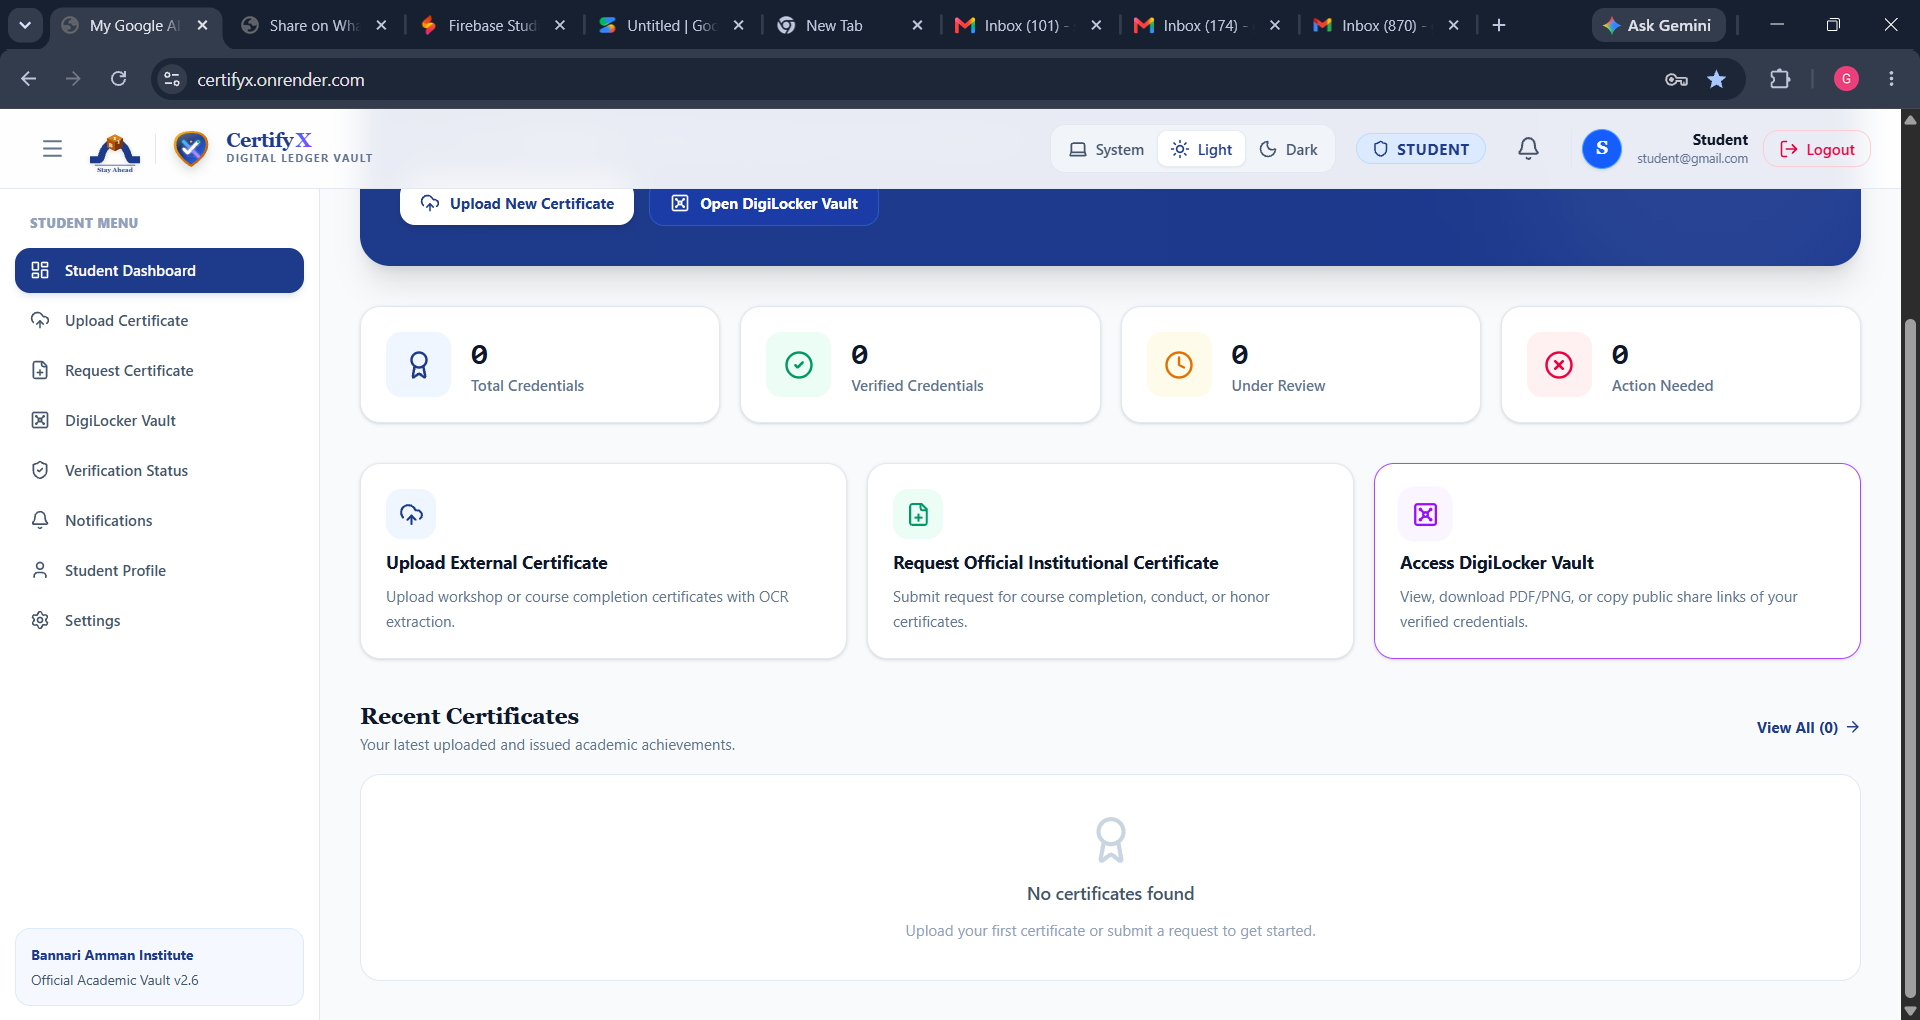 My Google AI
Share on Wha
Firebase Stud
Untitled | Goo
New Tab
Inbox (101) -
Inbox (174) -
Inbox (870) -
Ask Gemini
certifyx.onrender.com
G
Stay Ahead
CertifyX
DIGITAL LEDGER VAULT
System
Light
Dark
STUDENT
S
Student
student@gmail.com
Logout
STUDENT MENU
Student Dashboard
Upload Certificate
Request Certificate
DigiLocker Vault
Verification Status
Notifications
Student Profile
Settings
Bannari Amman Institute
Official Academic Vault v2.6
Upload New Certificate
Open DigiLocker Vault
0
Total Credentials
0
Verified Credentials
0
Under Review
0
Action Needed
Upload External Certificate
Upload workshop or course completion certificates with OCR
extraction.
Request Official Institutional Certificate
Submit request for course completion, conduct, or honor
certificates.
Access DigiLocker Vault
View, download PDF/PNG, or copy public share links of your
verified credentials.
Recent Certificates
Your latest uploaded and issued academic achievements.
View All (0)
No certificates found
Upload your first certificate or submit a request to get started.